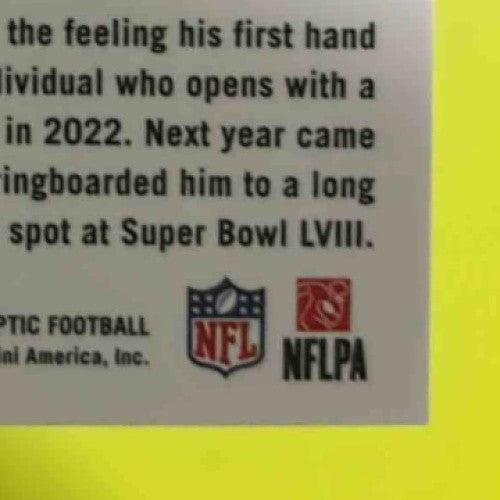 the feeling his first hand
dividual who opens with a
in 2022. Next year came
ringboarded him to a long
spot at Super Bowl LVIII.
PTIC FOOTBALL
ini America, Inc.
NFL
NFLPA